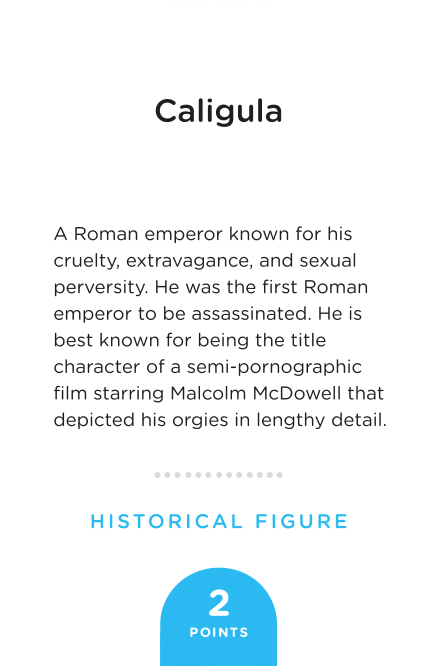 Caligula
A Roman emperor known for his
cruelty, extravagance, and sexual
perversity. He was the first Roman
emperor to be assassinated. He is
best known for being the title
character of a semi-pornographic
film starring Malcolm McDowell that
depicted his orgies in lengthy detail.
HISTORICAL FIGURE
2
POINTS